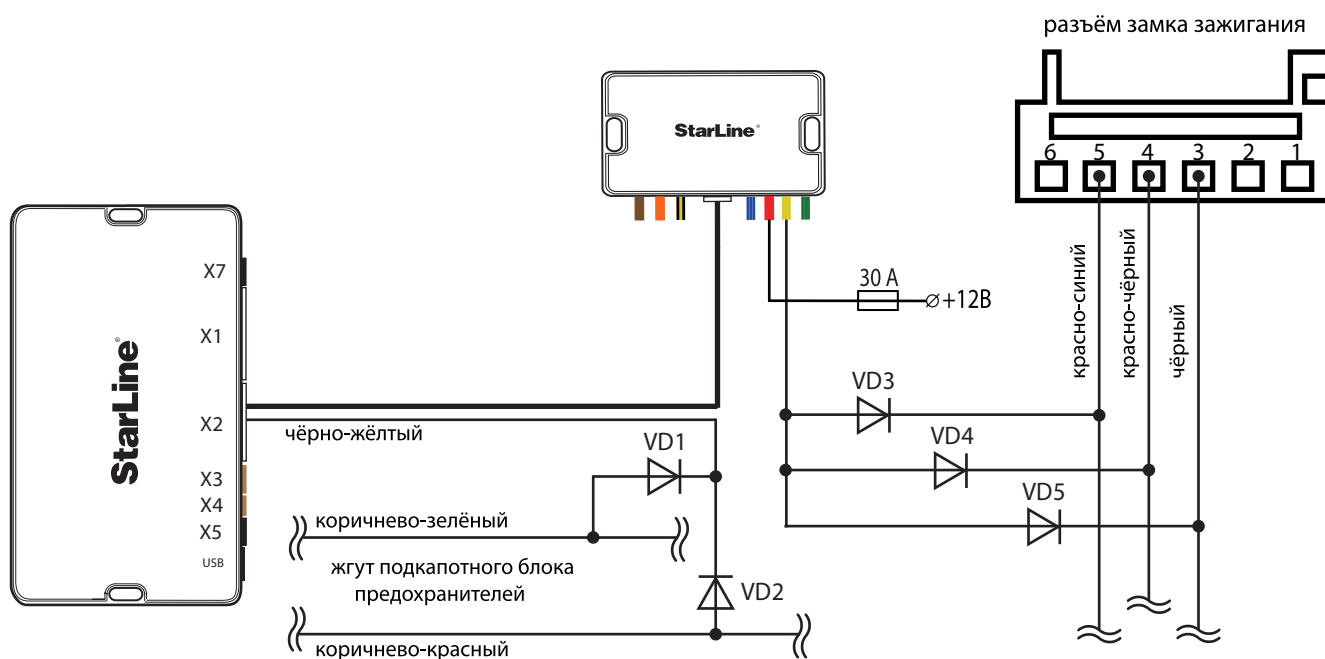 разъём замка зажигания
StarLine®
6 5 4 3 2 1
красно-синий
красно-чёрный
чёрный
30 А
+12В
X7
X1
StarLine®
X2
X3
X4
X5
USB
чёрно-жёлтый
VD1
VD3
VD4
VD5
коричнево-зелёный
жгут подкапотного блока
предохранителей
VD2
коричнево-красный